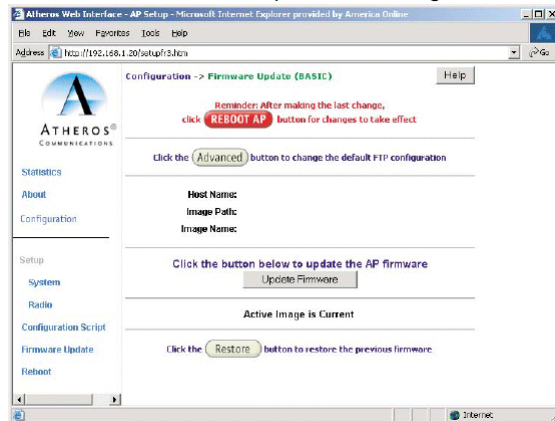 Atheros Web Interface - AP Setup - Microsoft Internet Explorer provided by America Online
File Edit View Favorites Tools Help
Address http://192.168.1.20/setupfr3.htm Go
ATHEROS®
COMMUNICATIONS
Statistics
About
Configuration
Setup
System
Radio
Configuration Script
Firmware Update
Reboot
Configuration -> Firmware Update (BASIC) Help
Reminder: After making the last change,
click REBOOT AP button for changes to take effect
Click the Advanced button to change the default FTP configuration
Host Name:
Image Path:
Image Name:
Click the button below to update the AP firmware
Update Firmware
Active Image is Current
Click the Restore button to restore the previous firmware
Internet